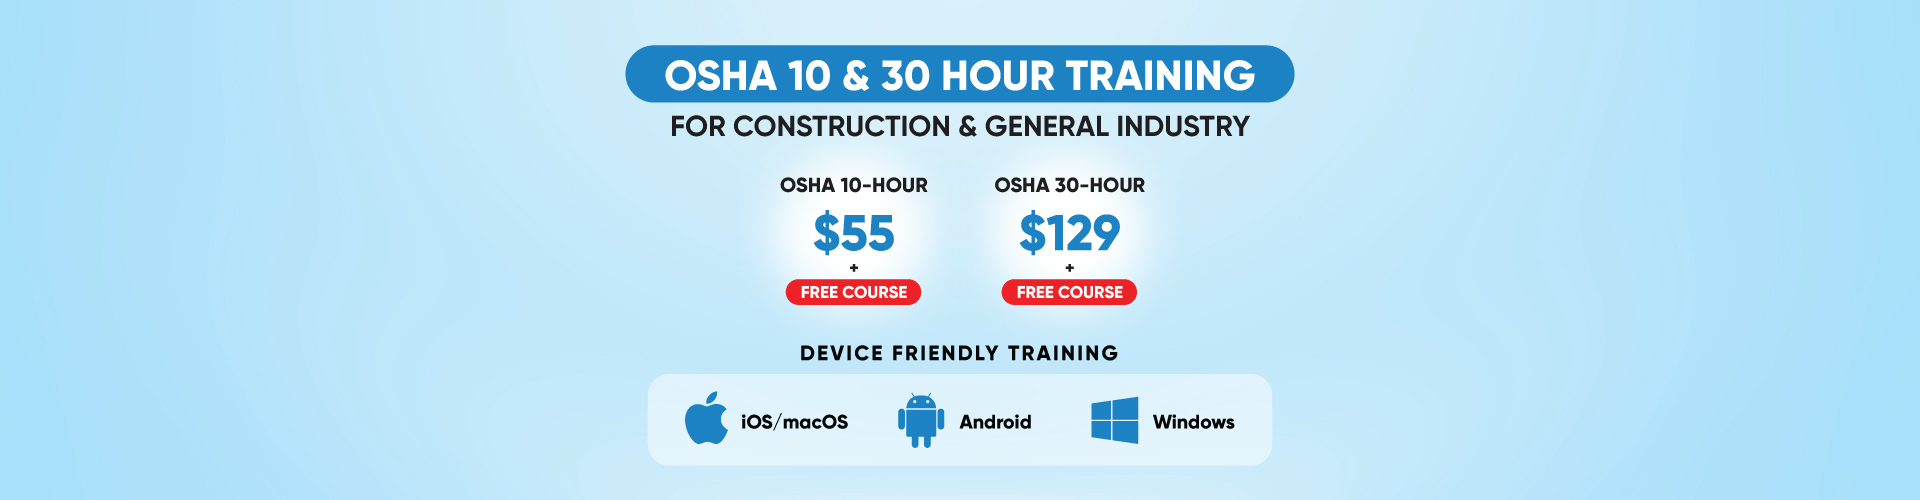 OSHA 10 & 30 HOUR TRAINING
FOR CONSTRUCTION & GENERAL INDUSTRY
OSHA 10-HOUR
$55
+
FREE COURSE
OSHA 30-HOUR
$129
+
FREE COURSE
DEVICE FRIENDLY TRAINING
iOS/macOS
Android
Windows